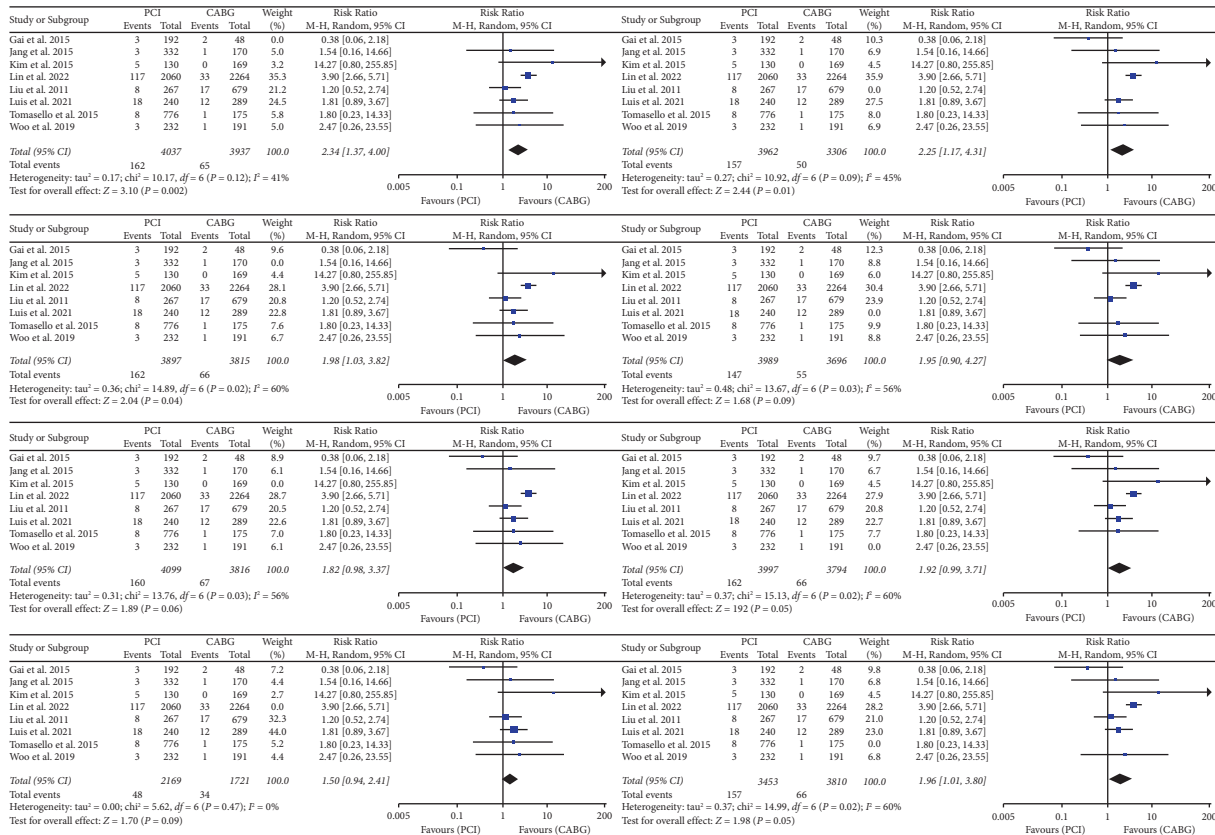 Study or Subgroup PCI CABG Weight Risk Ratio Risk Ratio
Events Total Events Total (%) M-H, Random, 95% CI M-H, Random, 95% CI
Gai et al. 2015 3 192 2 48 0.0 0.38 [0.06, 2.18]
Jang et al. 2015 3 332 1 170 5.0 1.54 [0.16, 14.66]
Kim et al. 2015 5 130 0 169 3.2 14.27 [0.80, 255.85]
Lin et al. 2022 117 2060 33 2264 35.3 3.90 [2.66, 5.71]
Liu et al. 2011 8 267 17 679 21.2 1.20 [0.52, 2.74]
Luis et al. 2021 18 240 12 289 24.5 1.81 [0.89, 3.67]
Tomasello et al. 2015 8 776 1 175 5.8 1.80 [0.23, 14.33]
Woo et al. 2019 3 232 1 191 5.0 2.47 [0.26, 23.55]
Total (95% CI) 4037 3937 100.0 2.34 [1.37, 4.00]
Total events 162 65
Heterogeneity: tau² = 0.17; chi² = 10.17, df = 6 (P = 0.12); I² = 41%
Test for overall effect: Z = 3.10 (P = 0.002)
0.005 0.1 1 10 200
Favours (PCI) Favours (CABG)
Study or Subgroup PCI CABG Weight Risk Ratio Risk Ratio
Events Total Events Total (%) M-H, Random, 95% CI M-H, Random, 95% CI
Gai et al. 2015 3 192 2 48 10.3 0.38 [0.06, 2.18]
Jang et al. 2015 3 332 1 170 6.9 1.54 [0.16, 14.66]
Kim et al. 2015 5 130 0 169 4.5 14.27 [0.80, 255.85]
Lin et al. 2022 117 2060 33 2264 35.9 3.90 [2.66, 5.71]
Liu et al. 2011 8 267 17 679 0.0 1.20 [0.52, 2.74]
Luis et al. 2021 18 240 12 289 27.5 1.81 [0.89, 3.67]
Tomasello et al. 2015 8 776 1 175 8.0 1.80 [0.23, 14.33]
Woo et al. 2019 3 232 1 191 6.9 2.47 [0.26, 23.55]
Total (95% CI) 3962 3306 100.0 2.25 [1.17, 4.31]
Total events 157 50
Heterogeneity: tau² = 0.27; chi² = 10.92, df = 6 (P = 0.09); I² = 45%
Test for overall effect: Z = 2.44 (P = 0.01)
0.005 0.1 1 10 200
Favours (PCI) Favours (CABG)
Study or Subgroup PCI CABG Weight Risk Ratio Risk Ratio
Events Total Events Total (%) M-H, Random, 95% CI M-H, Random, 95% CI
Gai et al. 2015 3 192 2 48 9.6 0.38 [0.06, 2.18]
Jang et al. 2015 3 332 1 170 0.0 1.54 [0.16, 14.66]
Kim et al. 2015 5 130 0 169 4.4 14.27 [0.80, 255.85]
Lin et al. 2022 117 2060 33 2264 28.1 3.90 [2.66, 5.71]
Liu et al. 2011 8 267 17 679 20.8 1.20 [0.52, 2.74]
Luis et al. 2021 18 240 12 289 22.8 1.81 [0.89, 3.67]
Tomasello et al. 2015 8 776 1 175 7.6 1.80 [0.23, 14.33]
Woo et al. 2019 3 232 1 191 6.7 2.47 [0.26, 23.55]
Total (95% CI) 3897 3815 100.0 1.98 [1.03, 3.82]
Total events 162 66
Heterogeneity: tau² = 0.36; chi² = 14.89, df = 6 (P = 0.02); I² = 60%
Test for overall effect: Z = 2.04 (P = 0.04)
0.005 0.1 1 10 200
Favours (PCI) Favours (CABG)
Study or Subgroup PCI CABG Weight Risk Ratio Risk Ratio
Events Total Events Total (%) M-H, Random, 95% CI M-H, Random, 95% CI
Gai et al. 2015 3 192 2 48 12.3 0.38 [0.06, 2.18]
Jang et al. 2015 3 332 1 170 8.8 1.54 [0.16, 14.66]
Kim et al. 2015 5 130 0 169 6.0 14.27 [0.80, 255.85]
Lin et al. 2022 117 2060 33 2264 30.4 3.90 [2.66, 5.71]
Liu et al. 2011 8 267 17 679 23.9 1.20 [0.52, 2.74]
Luis et al. 2021 18 240 12 289 0.0 1.81 [0.89, 3.67]
Tomasello et al. 2015 8 776 1 175 9.9 1.80 [0.23, 14.33]
Woo et al. 2019 3 232 1 191 8.8 2.47 [0.26, 23.55]
Total (95% CI) 3989 3696 100.0 1.95 [0.90, 4.27]
Total events 147 55
Heterogeneity: tau² = 0.48; chi² = 13.67, df = 6 (P = 0.03); I² = 56%
Test for overall effect: Z = 1.68 (P = 0.09)
0.005 0.1 1 10 200
Favours (PCI) Favours (CABG)
Study or Subgroup PCI CABG Weight Risk Ratio Risk Ratio
Events Total Events Total (%) M-H, Random, 95% CI M-H, Random, 95% CI
Gai et al. 2015 3 192 2 48 8.9 0.38 [0.06, 2.18]
Jang et al. 2015 3 332 1 170 6.1 1.54 [0.16, 14.66]
Kim et al. 2015 5 130 0 169 0.0 14.27 [0.80, 255.85]
Lin et al. 2022 117 2060 33 2264 28.7 3.90 [2.66, 5.71]
Liu et al. 2011 8 267 17 679 20.5 1.20 [0.52, 2.74]
Luis et al. 2021 18 240 12 289 22.6 1.81 [0.89, 3.67]
Tomasello et al. 2015 8 776 1 175 7.0 1.80 [0.23, 14.33]
Woo et al. 2019 3 232 1 191 6.1 2.47 [0.26, 23.55]
Total (95% CI) 4099 3816 100.0 1.82 [0.98, 3.37]
Total events 160 67
Heterogeneity: tau² = 0.31; chi² = 13.76, df = 6 (P = 0.03); I² = 56%
Test for overall effect: Z = 1.89 (P = 0.06)
0.005 0.1 1 10 200
Favours (PCI) Favours (CABG)
Study or Subgroup PCI CABG Weight Risk Ratio Risk Ratio
Events Total Events Total (%) M-H, Random, 95% CI M-H, Random, 95% CI
Gai et al. 2015 3 192 2 48 9.7 0.38 [0.06, 2.18]
Jang et al. 2015 3 332 1 170 6.7 1.54 [0.16, 14.66]
Kim et al. 2015 5 130 0 169 4.5 14.27 [0.80, 255.85]
Lin et al. 2022 117 2060 33 2264 27.9 3.90 [2.66, 5.71]
Liu et al. 2011 8 267 17 679 20.8 1.20 [0.52, 2.74]
Luis et al. 2021 18 240 12 289 22.7 1.81 [0.89, 3.67]
Tomasello et al. 2015 8 776 1 175 7.7 1.80 [0.23, 14.33]
Woo et al. 2019 3 232 1 191 0.0 2.47 [0.26, 23.55]
Total (95% CI) 3997 3794 100.0 1.92 [0.99, 3.71]
Total events 162 66
Heterogeneity: tau² = 0.37; chi² = 15.13, df = 6 (P = 0.02); I² = 60%
Test for overall effect: Z = 192 (P = 0.05)
0.005 0.1 1 10 200
Favours (PCI) Favours (CABG)
Study or Subgroup PCI CABG Weight Risk Ratio Risk Ratio
Events Total Events Total (%) M-H, Random, 95% CI M-H, Random, 95% CI
Gai et al. 2015 3 192 2 48 7.2 0.38 [0.06, 2.18]
Jang et al. 2015 3 332 1 170 4.4 1.54 [0.16, 14.66]
Kim et al. 2015 5 130 0 169 2.7 14.27 [0.80, 255.85]
Lin et al. 2022 117 2060 33 2264 0.0 3.90 [2.66, 5.71]
Liu et al. 2011 8 267 17 679 32.3 1.20 [0.52, 2.74]
Luis et al. 2021 18 240 12 289 44.0 1.81 [0.89, 3.67]
Tomasello et al. 2015 8 776 1 175 5.2 1.80 [0.23, 14.33]
Woo et al. 2019 3 232 1 191 4.4 2.47 [0.26, 23.55]
Total (95% CI) 2169 1721 100.0 1.50 [0.94, 2.41]
Total events 48 34
Heterogeneity: tau² = 0.00; chi² = 5.62, df = 6 (P = 0.47); I² = 0%
Test for overall effect: Z = 1.70 (P = 0.09)
0.005 0.1 1 10 200
Favours (PCI) Favours (CABG)
Study or Subgroup PCI CABG Weight Risk Ratio Risk Ratio
Events Total Events Total (%) M-H, Random, 95% CI M-H, Random, 95% CI
Gai et al. 2015 3 192 2 48 9.8 0.38 [0.06, 2.18]
Jang et al. 2015 3 332 1 170 6.8 1.54 [0.16, 14.66]
Kim et al. 2015 5 130 0 169 4.5 14.27 [0.80, 255.85]
Lin et al. 2022 117 2060 33 2264 28.2 3.90 [2.66, 5.71]
Liu et al. 2011 8 267 17 679 21.0 1.20 [0.52, 2.74]
Luis et al. 2021 18 240 12 289 23.0 1.81 [0.89, 3.67]
Tomasello et al. 2015 8 776 1 175 0.0 1.80 [0.23, 14.33]
Woo et al. 2019 3 232 1 191 6.8 2.47 [0.26, 23.55]
Total (95% CI) 3453 3810 100.0 1.96 [1.01, 3.80]
Total events 157 66
Heterogeneity: tau² = 0.37; chi² = 14.99, df = 6 (P = 0.02); I² = 60%
Test for overall effect: Z = 1.98 (P = 0.05)
0.005 0.1 1 10 200
Favours (PCI) Favours (CABG)